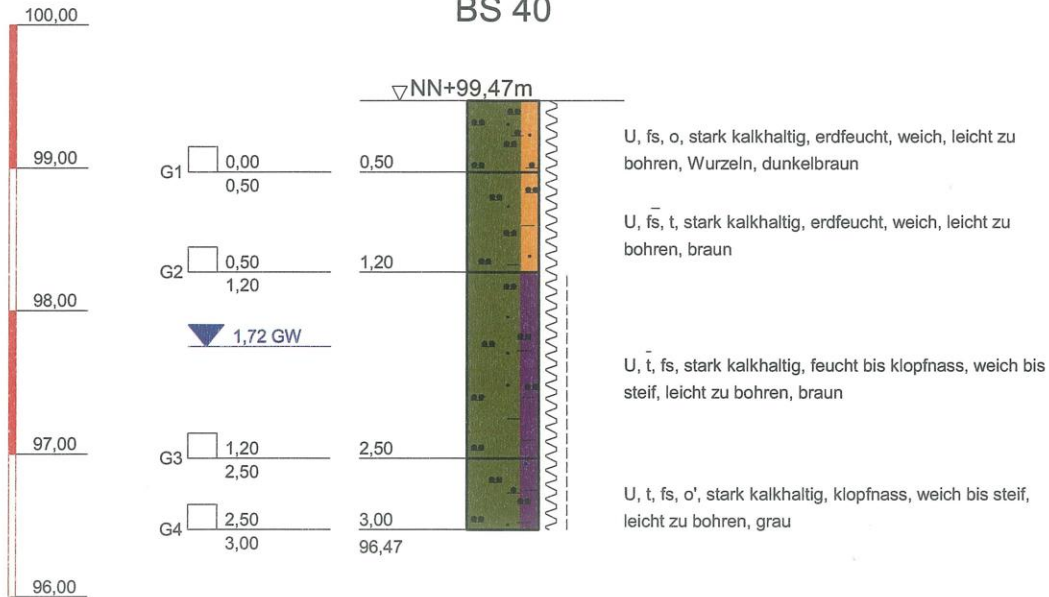 BS 40
100,00
NN+99,47m
99,00
G1 0,00 0,50
0,50
U, fs, o, stark kalkhaltig, erdfeucht, weich, leicht zu
bohren, Wurzeln, dunkelbraun
G2 0,50 1,20
1,20
U, f̄s̄, t, stark kalkhaltig, erdfeucht, weich, leicht zu
bohren, braun
98,00
1,72 GW
U, t̄, fs, stark kalkhaltig, feucht bis klopfnass, weich bis
steif, leicht zu bohren, braun
97,00
G3 1,20 2,50
2,50
G4 2,50 3,00
3,00 96,47
U, t, fs, o', stark kalkhaltig, klopfnass, weich bis steif,
leicht zu bohren, grau
96,00